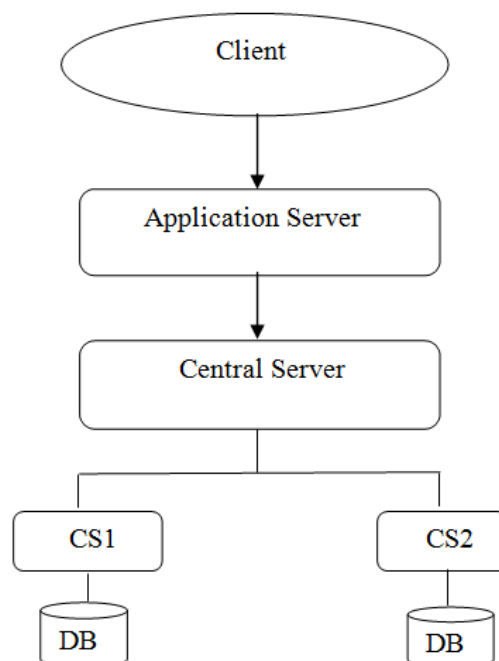 Client
Application Server
Central Server
CS1
CS2
DB
DB